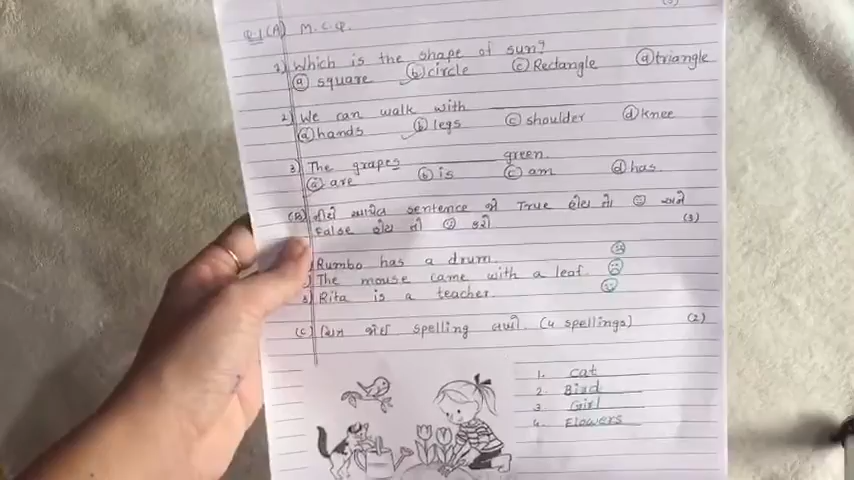 Q-1 (A) M.C.Q.
1) Which is the shape of sun?
ⓐ square ⓑ circle ⓒ Rectangle ⓓ triangle
2) We can walk with ______
ⓐ hands ⓑ legs ⓒ shoulder ⓓ knee
3) The grapes ______ green.
ⓐ are ⓑ is ⓒ am ⓓ has.
(B) નીચે આપેલ sentence જો True હોય તો ☺ અને (3)
False હોય તો ☹ કરો
Rumbo has a drum.
The mouse came with a leaf.
3) Rita is a teacher.
(C) ચિત્ર જોઈ spelling લખો. (4 spellings) (2)
1. Cat
2. Bird
3. Girl
4. Flowers